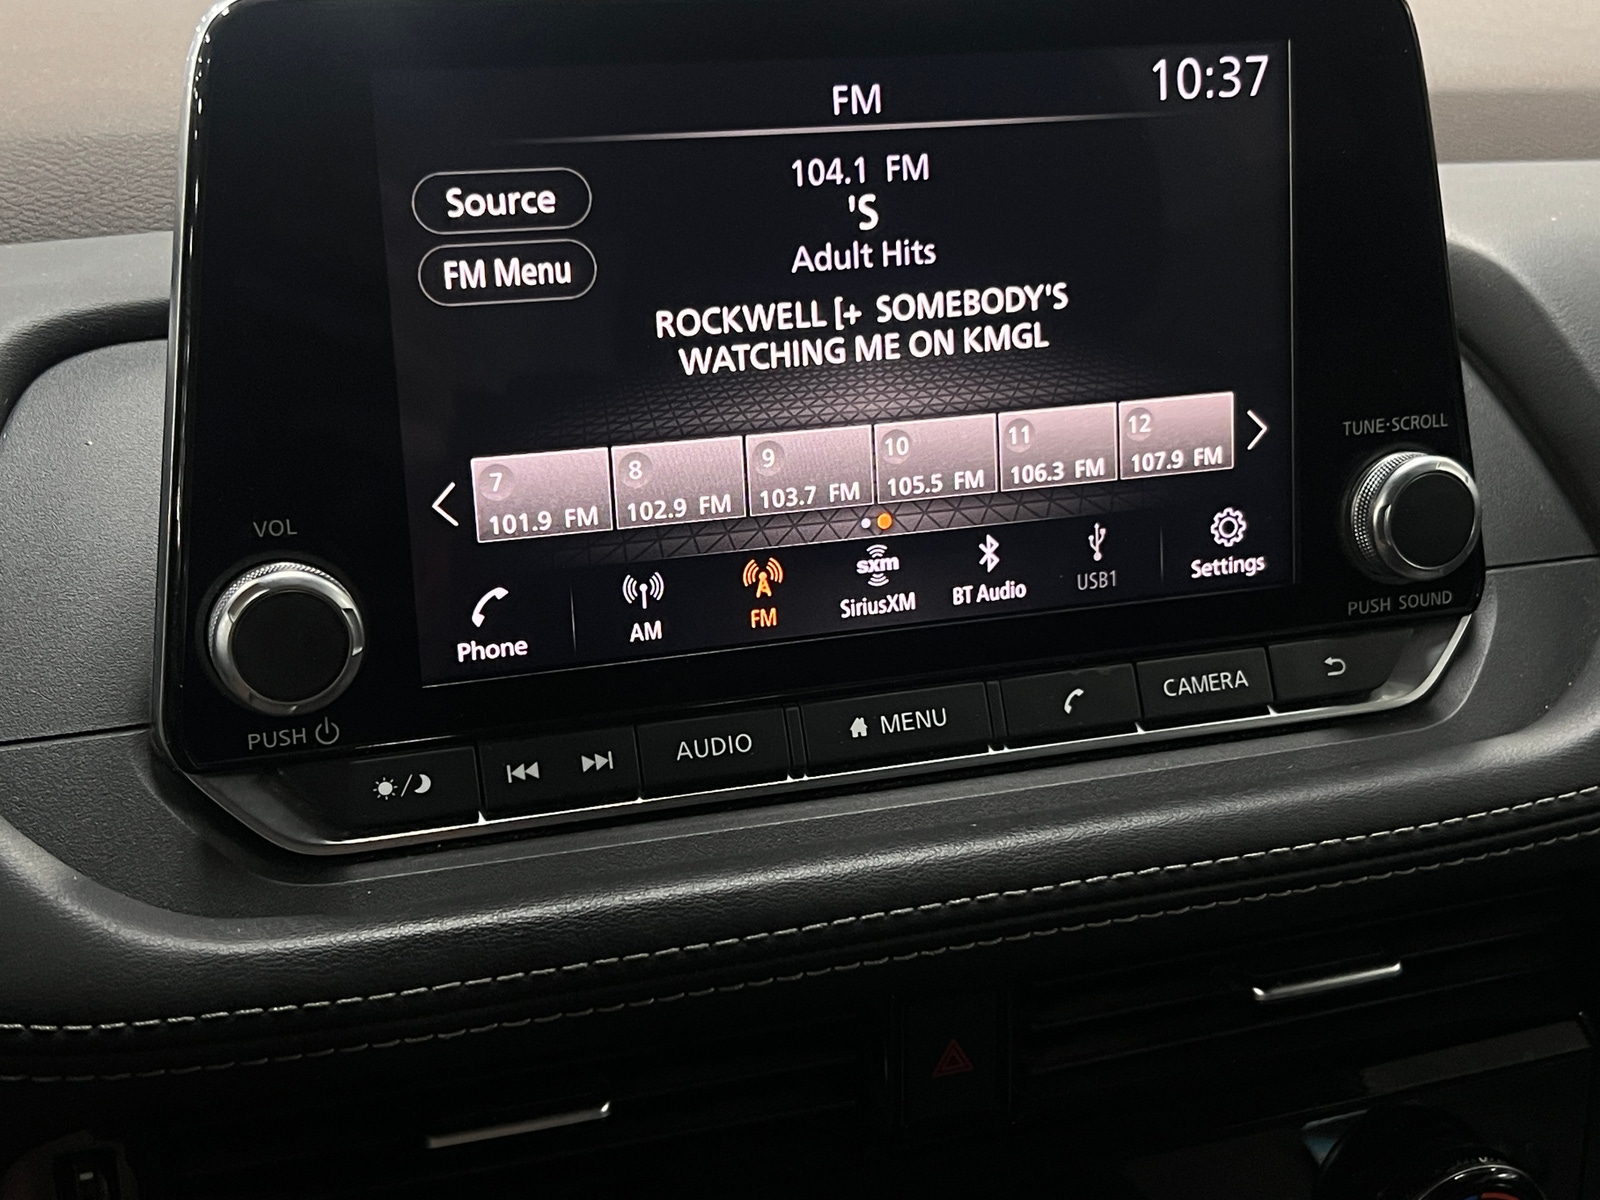 FM
10:37
Source
FM Menu
104.1 FM
'S
Adult Hits
ROCKWELL [+ SOMEBODY'S
WATCHING ME ON KMGL
7
101.9 FM
8
102.9 FM
9
103.7 FM
10
105.5 FM
11
106.3 FM
12
107.9 FM
Phone
AM
FM
sxm
SiriusXM
BT Audio
USB1
Settings
VOL
PUSH
TUNE·SCROLL
PUSH SOUND
AUDIO
MENU
CAMERA